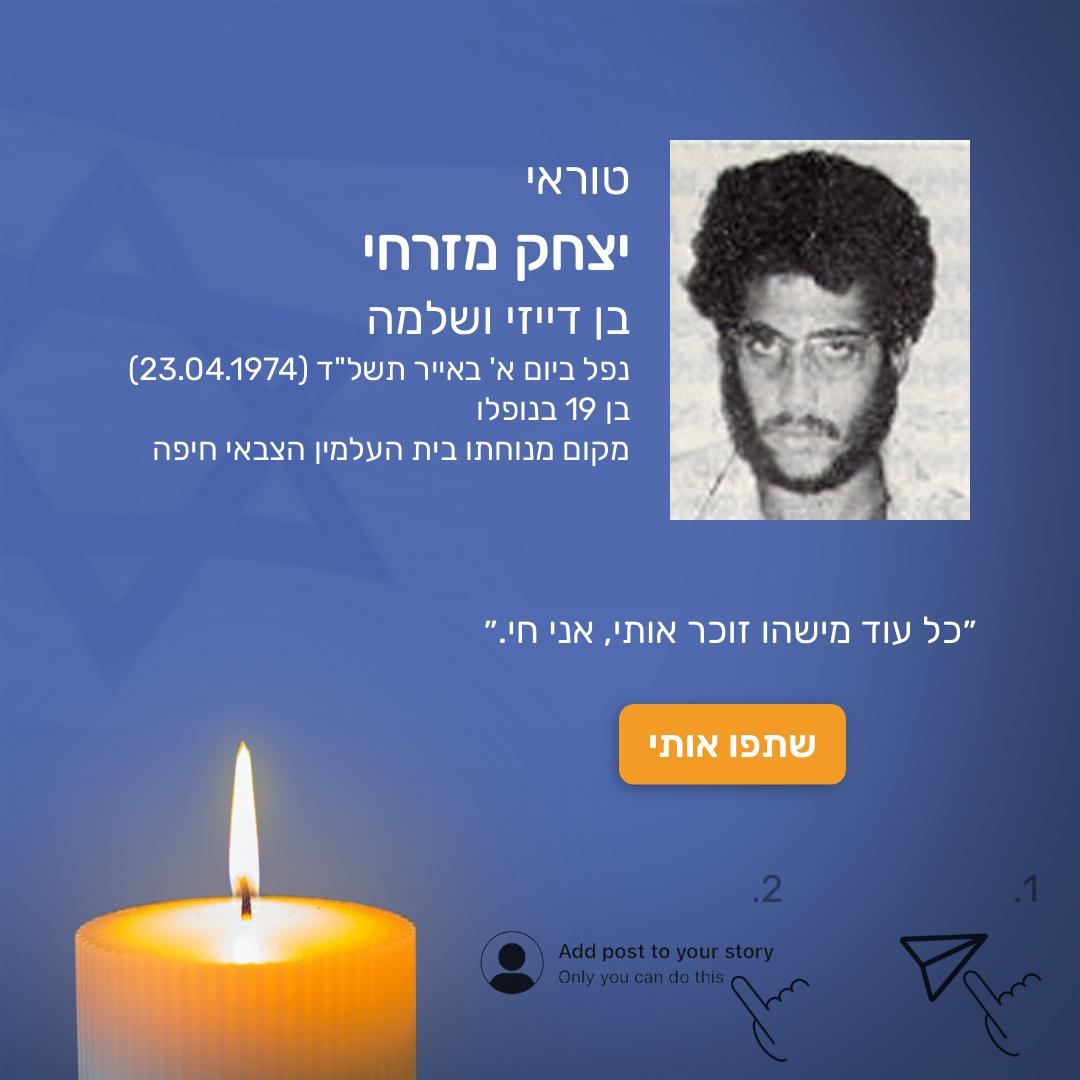 טוראי
יצחק מזרחי
בן דייזי ושלמה
נפל ביום א' באייר תשל"ד (23.04.1974)
בן 19 בנופלו
מקום מנוחתו בית העלמין הצבאי חיפה
״כל עוד מישהו זוכר אותי, אני חי.״
שתפו אותי
.1
.2
Add post to your story
Only you can do this